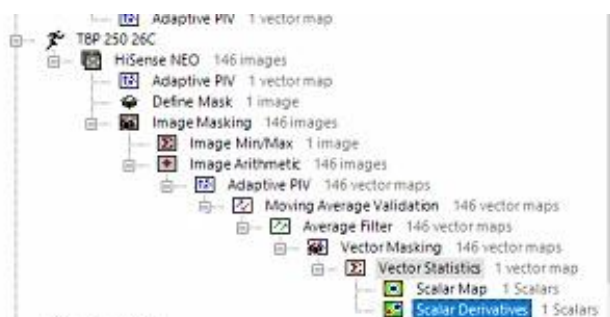 Adaptive PIV 1 vector map
TBP 250 26C
HiSense NEO 146 images
Adaptive PIV 1 vector map
Define Mask 1 image
Image Masking 146 images
Image Min/Max 1 image
Image Arithmetic 146 images
Adaptive PIV 146 vector maps
Moving Average Validation 146 vector maps
Average Filter 146 vector maps
Vector Masking 146 vector maps
Vector Statistics 1 vector map
Scalar Map 1 Scalars
Scalar Derivatives 1 Scalars